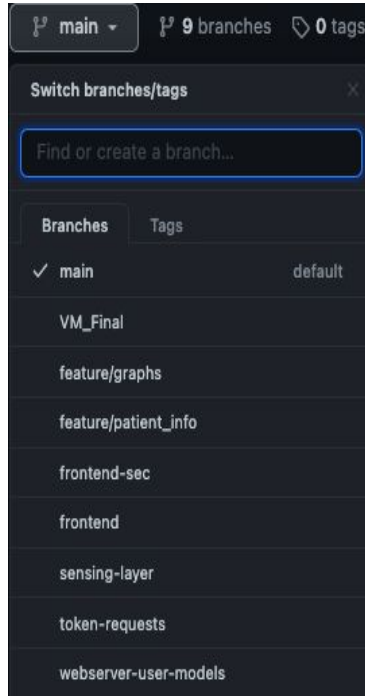 main 9 branches 0 tags
Switch branches/tags
Find or create a branch...
Branches Tags
main default
VM_Final
feature/graphs
feature/patient_info
frontend-sec
frontend
sensing-layer
token-requests
webserver-user-models